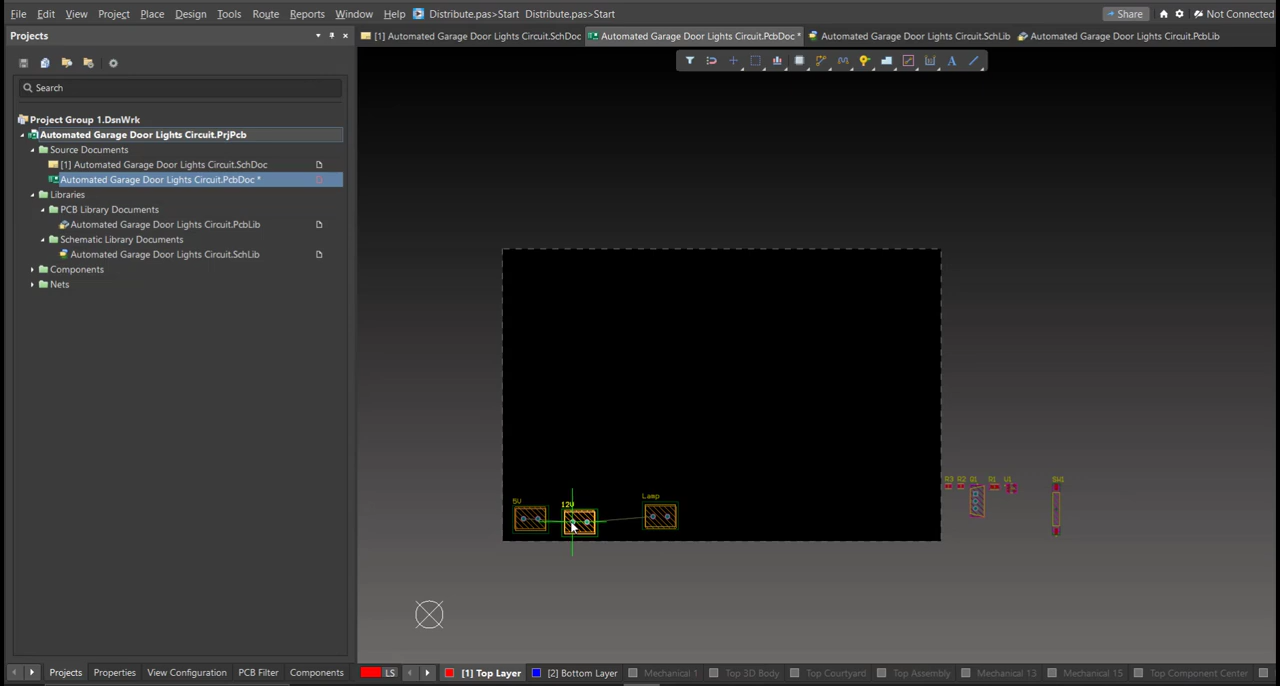 File Edit View Project Place Design Tools Route Reports Window Help Distribute.pas>Start Distribute.pas>Start Share Not Connected
Projects
[1] Automated Garage Door Lights Circuit.SchDoc Automated Garage Door Lights Circuit.PcbDoc * Automated Garage Door Lights Circuit.SchLib Automated Garage Door Lights Circuit.PcbLib
Search
Project Group 1.DsnWrk
Automated Garage Door Lights Circuit.PrjPcb
Source Documents
[1] Automated Garage Door Lights Circuit.SchDoc
Automated Garage Door Lights Circuit.PcbDoc *
Libraries
PCB Library Documents
Automated Garage Door Lights Circuit.PcbLib
Schematic Library Documents
Automated Garage Door Lights Circuit.SchLib
Components
Nets
R3 R2 Q1 R1 U1 SW1
5V 12V Lamp
Projects Properties View Configuration PCB Filter Components LS [1] Top Layer [2] Bottom Layer Mechanical 1 Top 3D Body Top Courtyard Top Assembly Mechanical 13 Mechanical 15 Top Component Center